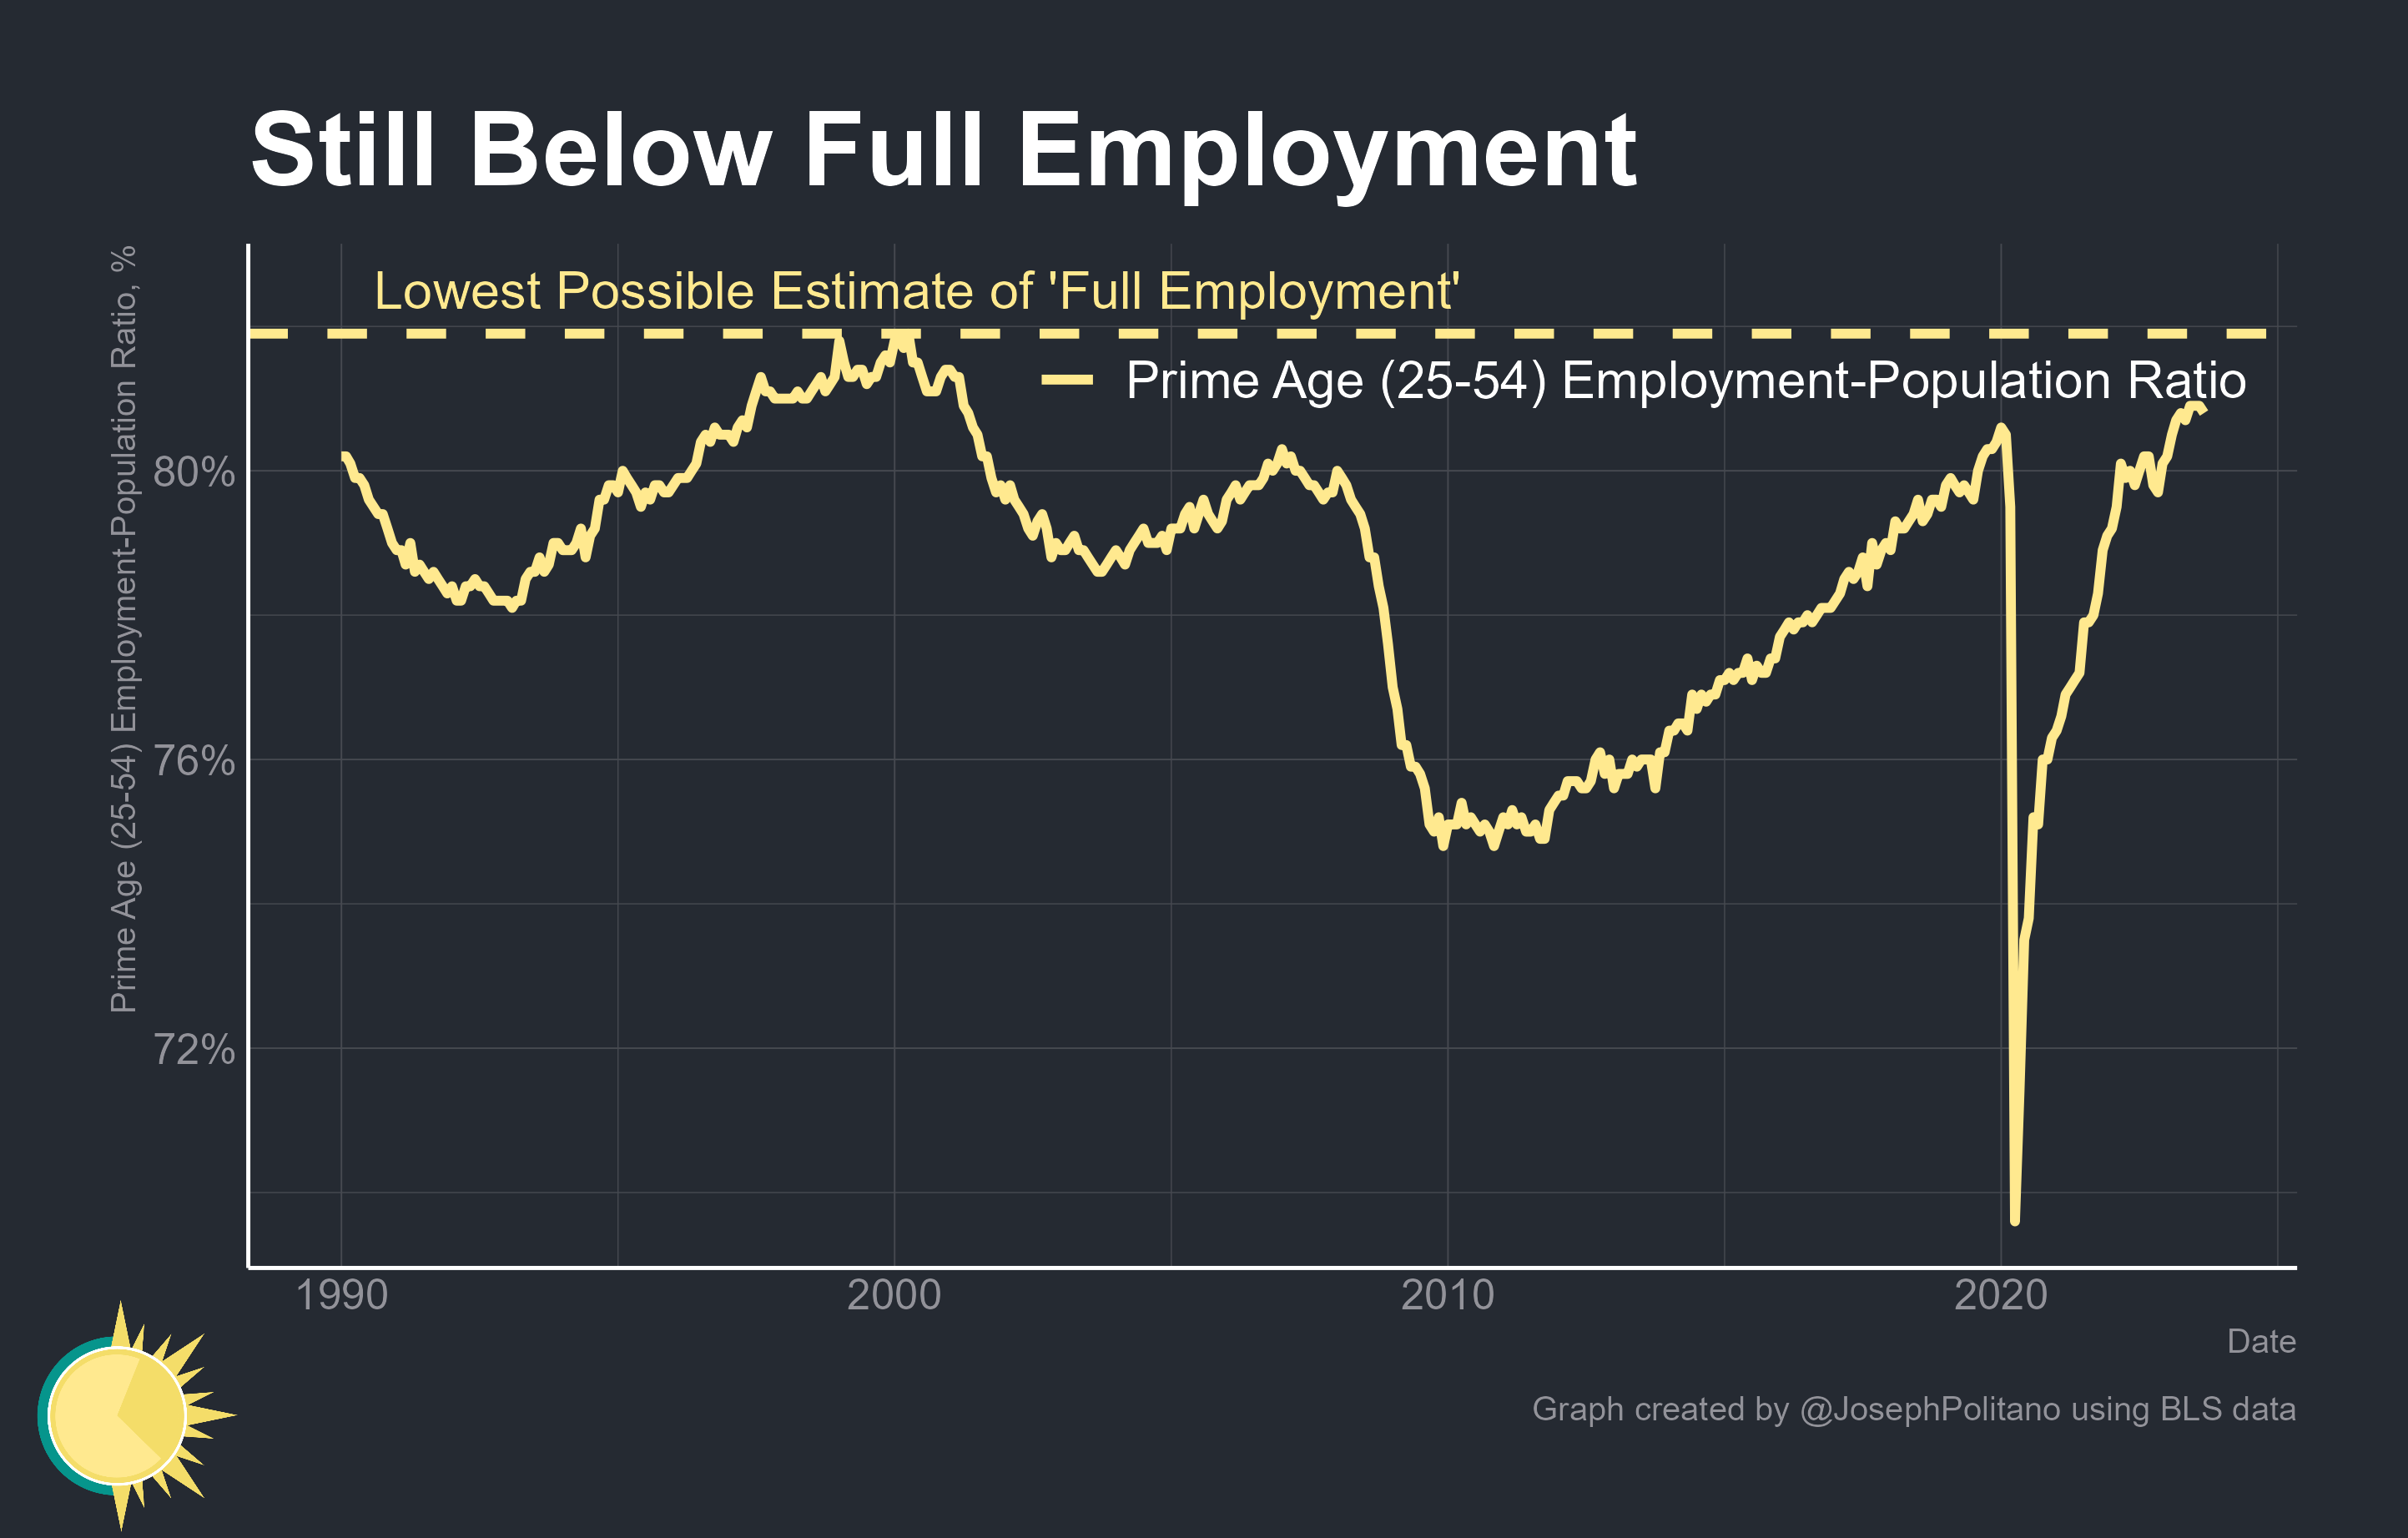 Still Below Full Employment
Lowest Possible Estimate of 'Full Employment'
Prime Age (25-54) Employment-Population Ratio
Prime Age (25-54) Employment-Population Ratio, %
80%
76%
72%
1990
2000
2010
2020
Date
Graph created by @JosephPolitano using BLS data